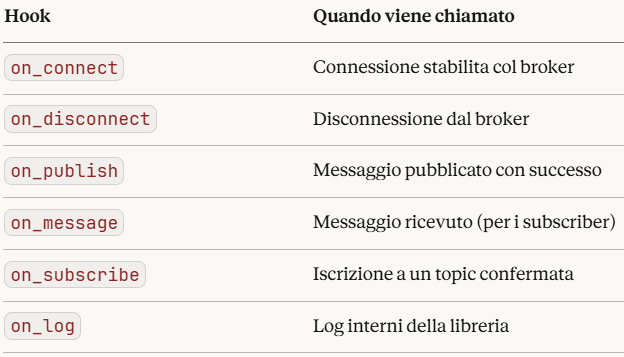 Hook Quando viene chiamato
on_connect Connessione stabilita col broker
on_disconnect Disconnessione dal broker
on_publish Messaggio pubblicato con successo
on_message Messaggio ricevuto (per i subscriber)
on_subscribe Iscrizione a un topic confermata
on_log Log interni della libreria